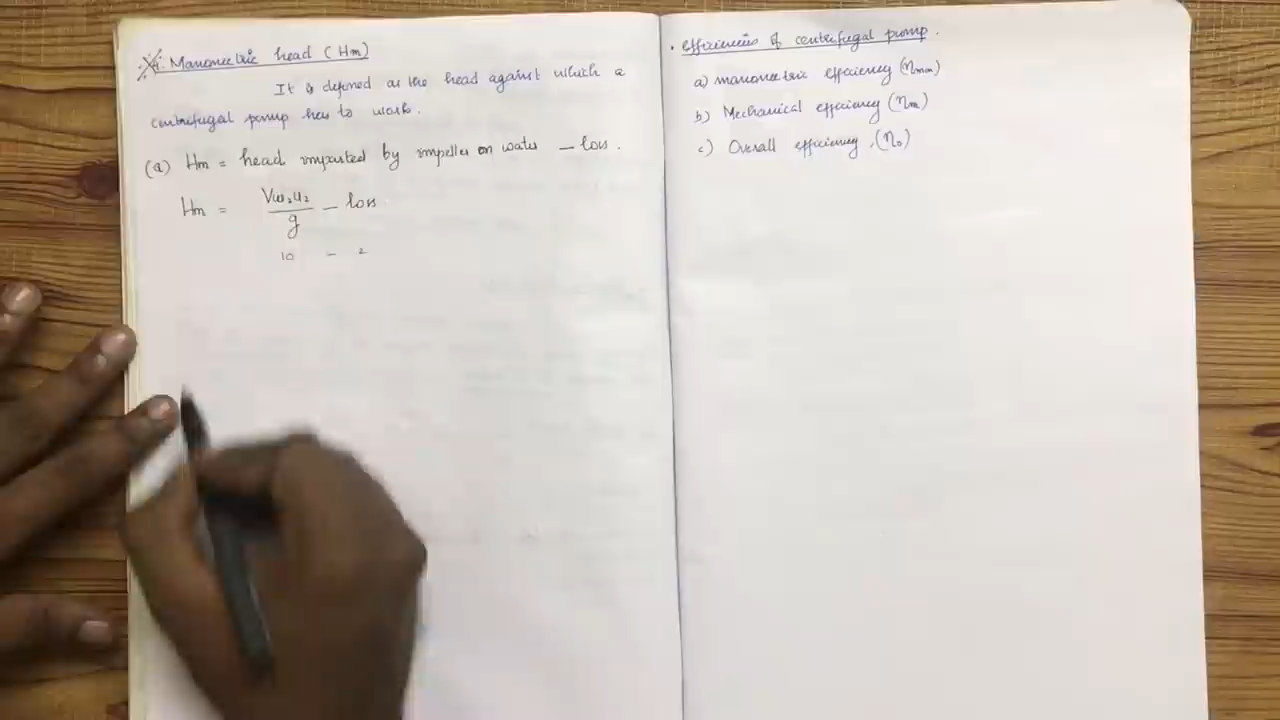 4. Manometric head (Hm)
It is defined as the head against which a
centrifugal pump has to work.
(a) Hm = head imparted by impeller on water - loss.
Hm = Vw₂u₂/g - loss
10 - 2
. Efficiencies of centrifugal pump.
a) manometric efficiency (ηman)
b) Mechanical efficiency (ηm)
c) Overall efficiency, (ηo)